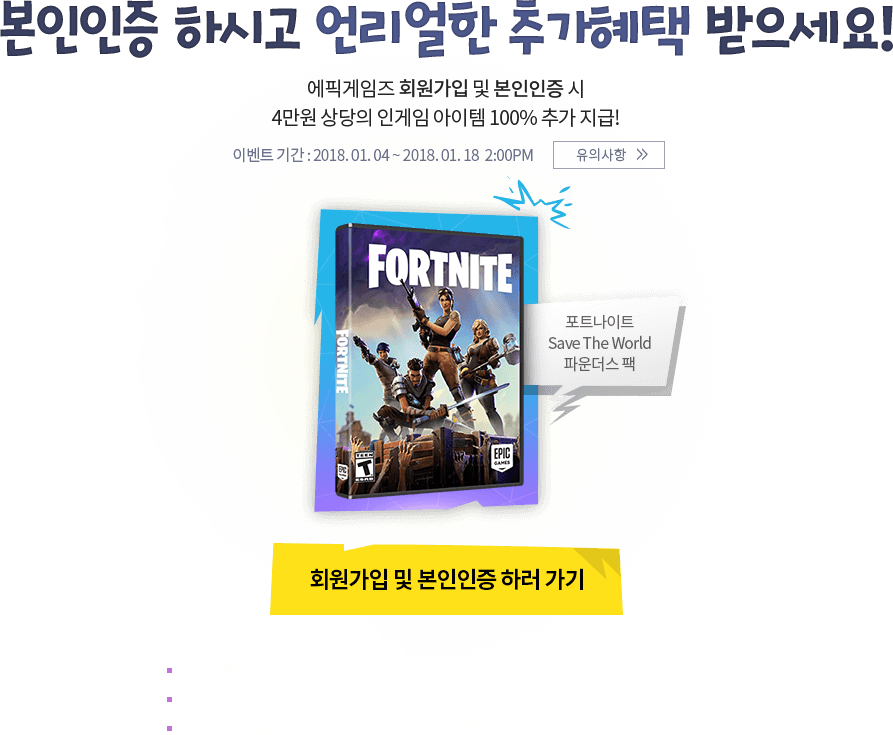 본인인증 하시고 언리얼한 추가혜택 받으세요!
에픽게임즈 회원가입 및 본인인증 시
4만원 상당의 인게임 아이템 100% 추가 지급!
이벤트 기간 : 2018. 01. 04 ~ 2018. 01. 18 2:00PM
유의사항
FORTNITE
FORTNITE
포트나이트
Save The World
파운더스 팩
EPIC
GAMES
EPIC
GAMES
TEEN
T
ESRB
회원가입 및 본인인증 하러 가기